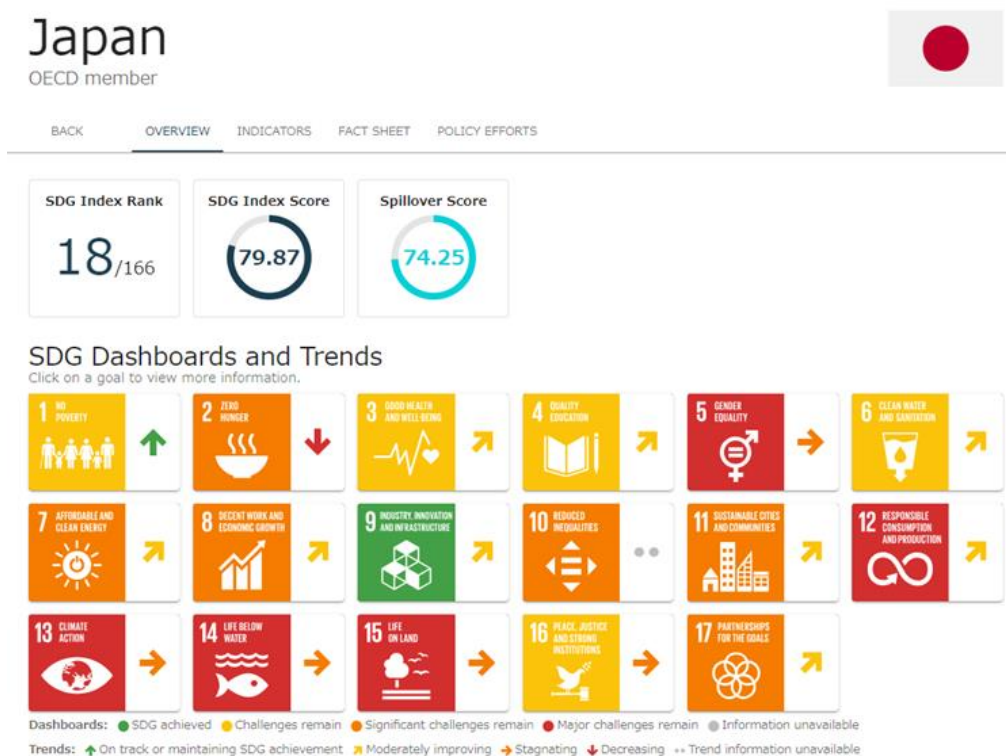 Japan
OECD member
BACK OVERVIEW INDICATORS FACT SHEET POLICY EFFORTS
SDG Index Rank
18/166
SDG Index Score
79.87
Spillover Score
74.25
SDG Dashboards and Trends
Click on a goal to view more information.
1 NO
POVERTY
2 ZERO
HUNGER
3 GOOD HEALTH
AND WELL-BEING
4 QUALITY
EDUCATION
5 GENDER
EQUALITY
6 CLEAN WATER
AND SANITATION
7 AFFORDABLE AND
CLEAN ENERGY
8 DECENT WORK AND
ECONOMIC GROWTH
9 INDUSTRY, INNOVATION
AND INFRASTRUCTURE
10 REDUCED
INEQUALITIES
11 SUSTAINABLE CITIES
AND COMMUNITIES
12 RESPONSIBLE
CONSUMPTION
AND PRODUCTION
13 CLIMATE
ACTION
14 LIFE BELOW
WATER
15 LIFE
ON LAND
16 PEACE, JUSTICE
AND STRONG
INSTITUTIONS
17 PARTNERSHIPS
FOR THE GOALS
Dashboards: SDG achieved Challenges remain Significant challenges remain Major challenges remain Information unavailable
Trends: On track or maintaining SDG achievement Moderately improving Stagnating Decreasing Trend information unavailable